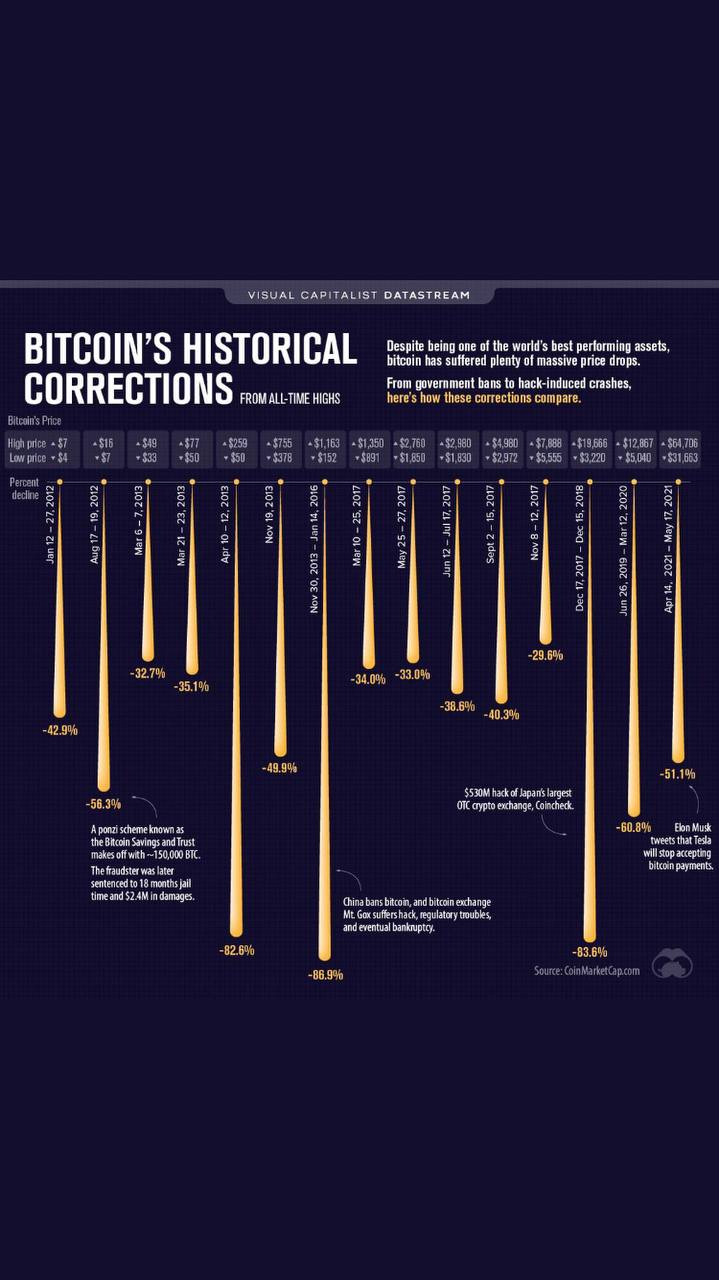 VISUAL CAPITALIST DATASTREAM
BITCOIN'S HISTORICAL
CORRECTIONS FROM ALL-TIME HIGHS
Despite being one of the world's best performing assets,
bitcoin has suffered plenty of massive price drops.
From government bans to hack-induced crashes,
here's how these corrections compare.
Bitcoin's Price
High price ▲ $7 ▲ $16 ▲ $49 ▲ $77 ▲ $259 ▲ $755 ▲ $1,163 ▲ $1,350 ▲ $2,760 ▲ $2,980 ▲ $4,980 ▲ $7,888 ▲ $19,666 ▲ $12,867 ▲ $64,706
Low price ▼ $4 ▼ $7 ▼ $33 ▼ $50 ▼ $50 ▼ $378 ▼ $152 ▼ $891 ▼ $1,850 ▼ $1,830 ▼ $2,972 ▼ $5,555 ▼ $3,220 ▼ $5,040 ▼ $31,663
Percent
decline
Jan 12 – 27, 2012
Aug 17 – 19, 2012
Mar 6 – 7, 2013
Mar 21 – 23, 2013
Apr 10 – 12, 2013
Nov 19, 2013
Nov 30, 2013 – Jan 14, 2016
Mar 10 – 25, 2017
May 25 – 27, 2017
Jun 12 – Jul 17, 2017
Sept 2 – 15, 2017
Nov 8 – 12, 2017
Dec 17, 2017 – Dec 15, 2018
Jun 26, 2019 – Mar 12, 2020
Apr 14, 2021 – May 17, 2021
-42.9%
-56.3%
-32.7%
-35.1%
-82.6%
-49.9%
-86.9%
-34.0%
-33.0%
-38.6%
-40.3%
-29.6%
-83.6%
-60.8%
-51.1%
A ponzi scheme known as
the Bitcoin Savings and Trust
makes off with ~150,000 BTC.
The fraudster was later
sentenced to 18 months jail
time and $2.4M in damages.
China bans bitcoin, and bitcoin exchange
Mt. Gox suffers hack, regulatory troubles,
and eventual bankruptcy.
$530M hack of Japan's largest
OTC crypto exchange, Coincheck.
Elon Musk
tweets that Tesla
will stop accepting
bitcoin payments.
Source: CoinMarketCap.com